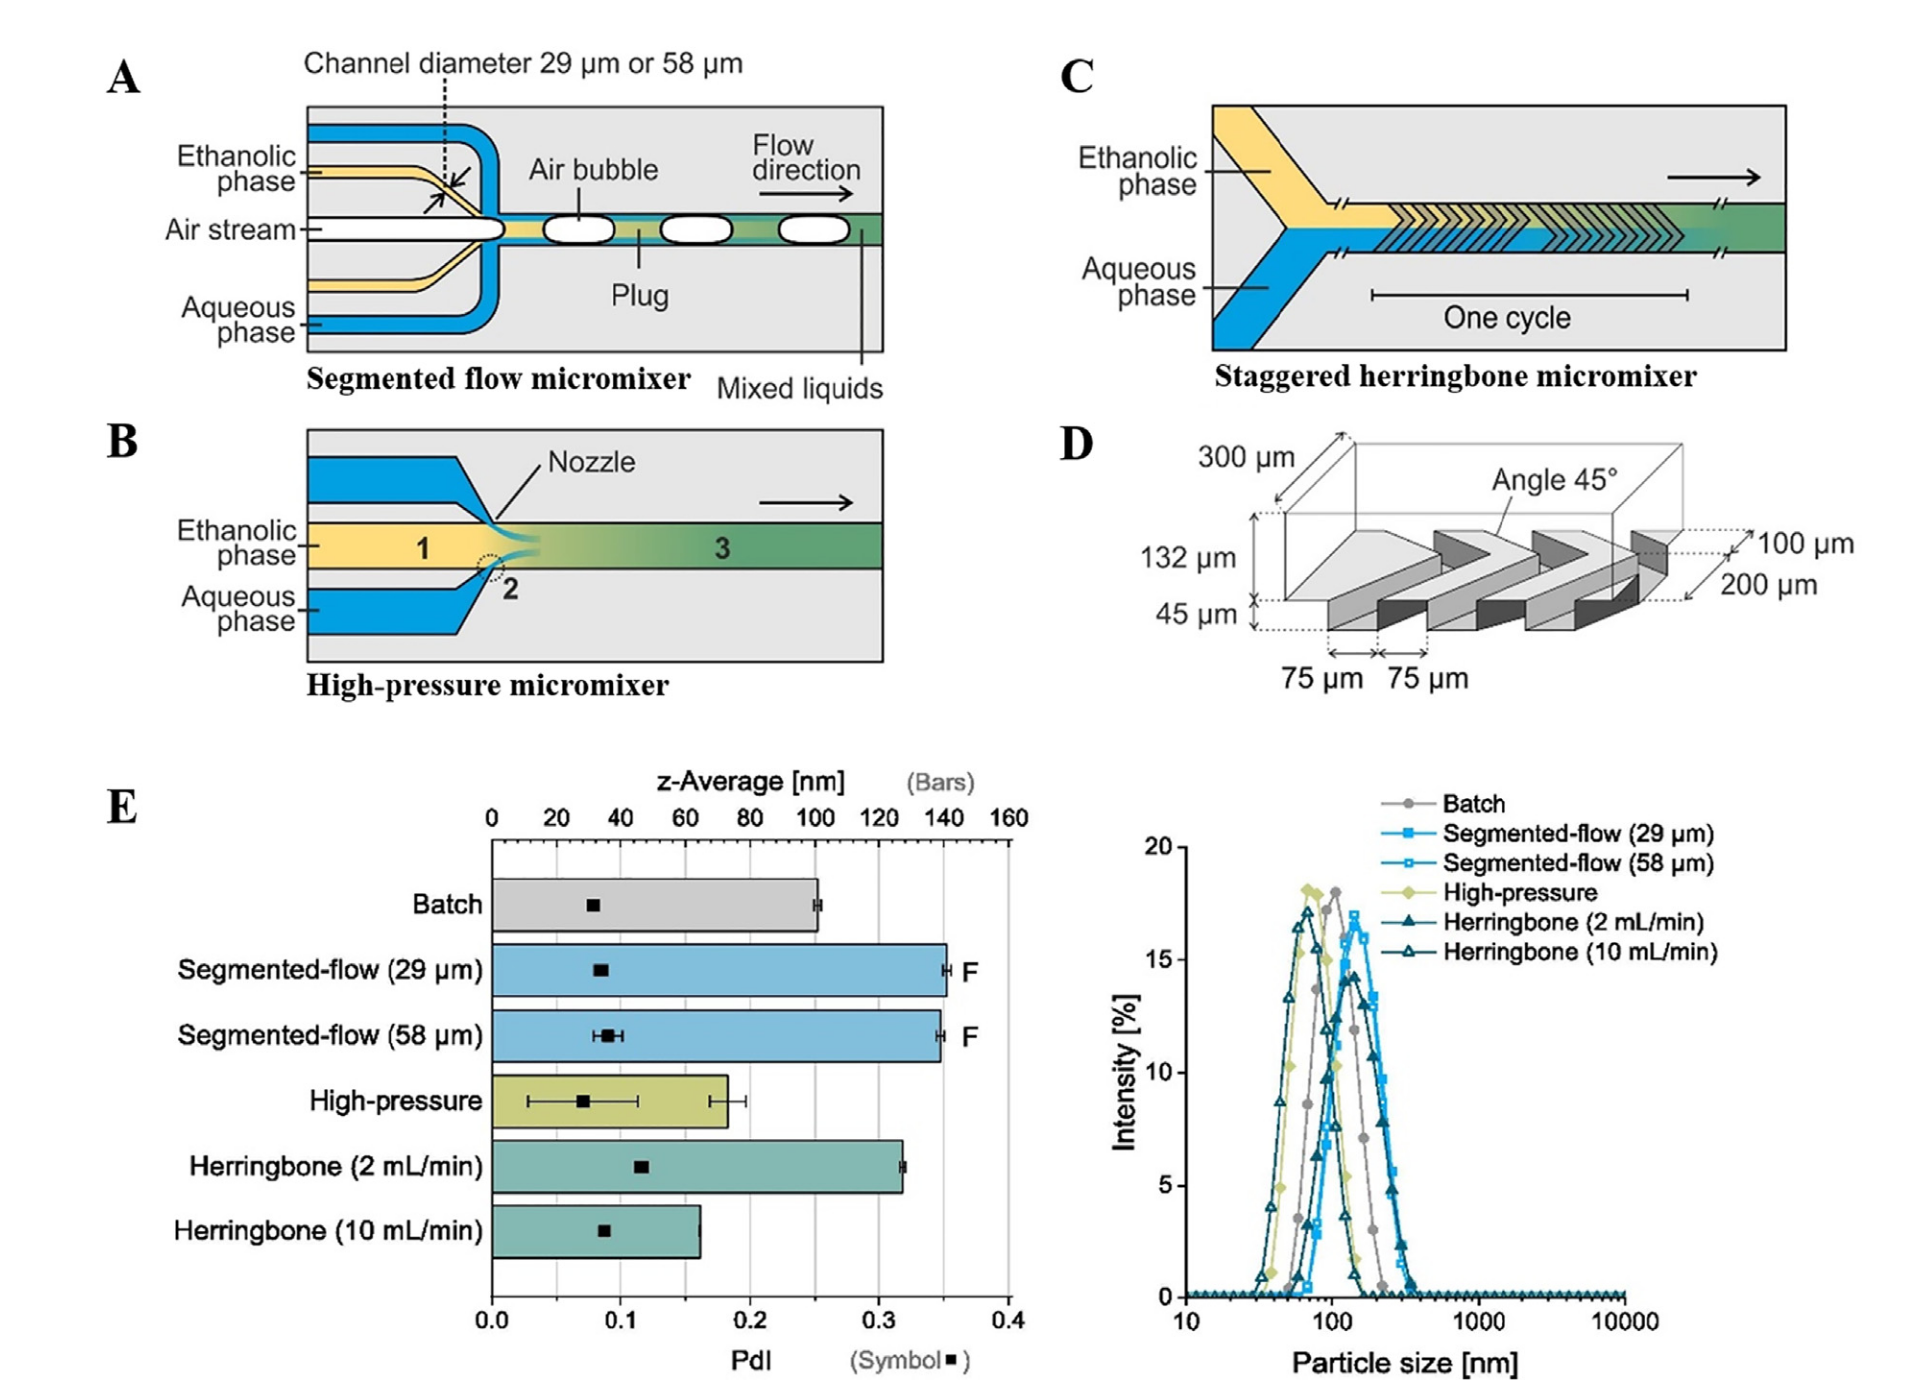 A
Channel diameter 29 µm or 58 µm
Ethanolic
phase
Air stream
Aqueous
phase
Air bubble
Flow
direction
Plug
Segmented flow micromixer
Mixed liquids
B
Nozzle
Ethanolic
phase
Aqueous
phase
1
2
3
High-pressure micromixer
C
Ethanolic
phase
Aqueous
phase
One cycle
Staggered herringbone micromixer
D
300 µm
Angle 45°
132 µm
45 µm
100 µm
200 µm
75 µm 75 µm
E
z-Average [nm] (Bars)
0 20 40 60 80 100 120 140 160
Batch
Segmented-flow (29 µm) F
Segmented-flow (58 µm) F
High-pressure
Herringbone (2 mL/min)
Herringbone (10 mL/min)
0.0 0.1 0.2 0.3 0.4
PdI (Symbol ■ )
Batch
Segmented-flow (29 µm)
Segmented-flow (58 µm)
High-pressure
Herringbone (2 mL/min)
Herringbone (10 mL/min)
Intensity [%]
20
15
10
5
0
10 100 1000 10000
Particle size [nm]